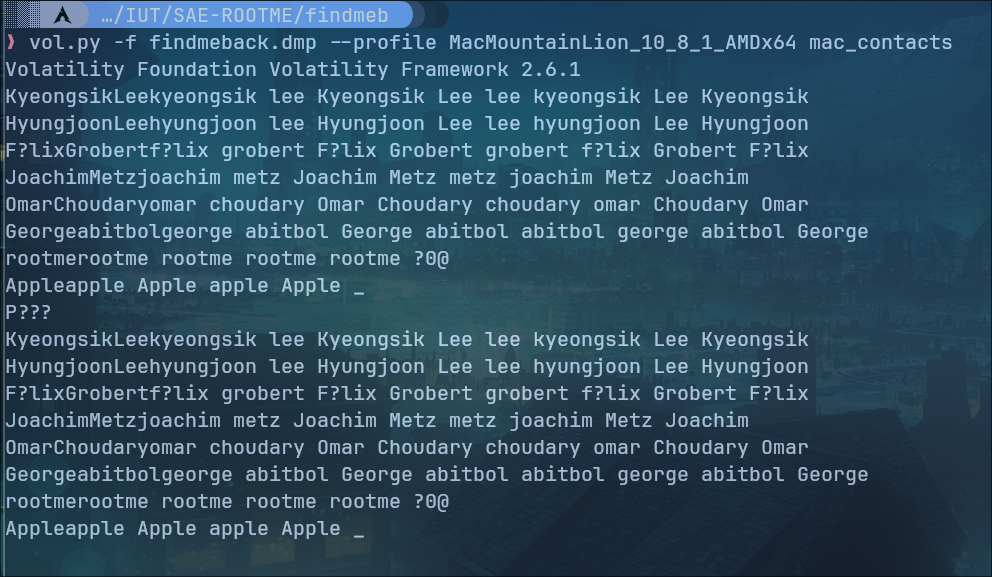 …/IUT/SAE-ROOTME/findmeb
❯ vol.py -f findmeback.dmp --profile MacMountainLion_10_8_1_AMDx64 mac_contacts
Volatility Foundation Volatility Framework 2.6.1
KyeongsikLeekyeongsik lee Kyeongsik Lee lee kyeongsik Lee Kyeongsik
HyungjoonLeehyungjoon lee Hyungjoon Lee lee hyungjoon Lee Hyungjoon
F?lixGrobertf?lix grobert F?lix Grobert grobert f?lix Grobert F?lix
JoachimMetzjoachim metz Joachim Metz metz joachim Metz Joachim
OmarChoudaryomar choudary Omar Choudary choudary omar Choudary Omar
Georgeabitbolgeorge abitbol George abitbol abitbol george abitbol George
rootmerootme rootme rootme rootme ?0@
Appleapple Apple apple Apple _
P???
KyeongsikLeekyeongsik lee Kyeongsik Lee lee kyeongsik Lee Kyeongsik
HyungjoonLeehyungjoon lee Hyungjoon Lee lee hyungjoon Lee Hyungjoon
F?lixGrobertf?lix grobert F?lix Grobert grobert f?lix Grobert F?lix
JoachimMetzjoachim metz Joachim Metz metz joachim Metz Joachim
OmarChoudaryomar choudary Omar Choudary choudary omar Choudary Omar
Georgeabitbolgeorge abitbol George abitbol abitbol george abitbol George
rootmerootme rootme rootme rootme ?0@
Appleapple Apple apple Apple _